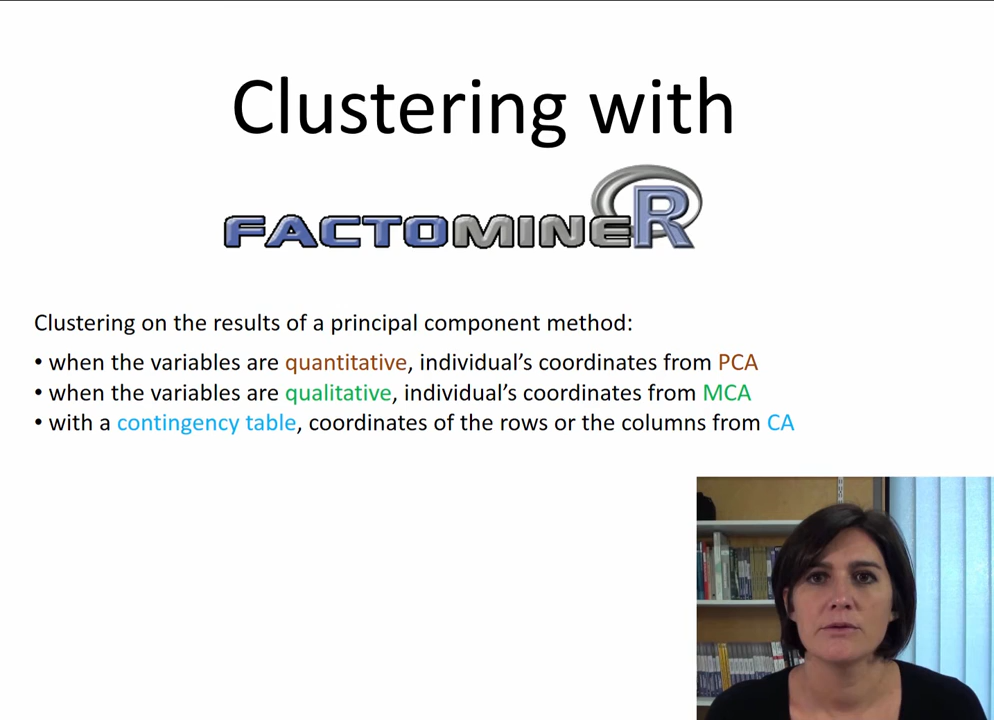 Clustering with
FACTOMINER
Clustering on the results of a principal component method:
• when the variables are quantitative, individual’s coordinates from PCA
• when the variables are qualitative, individual’s coordinates from MCA
• with a contingency table, coordinates of the rows or the columns from CA